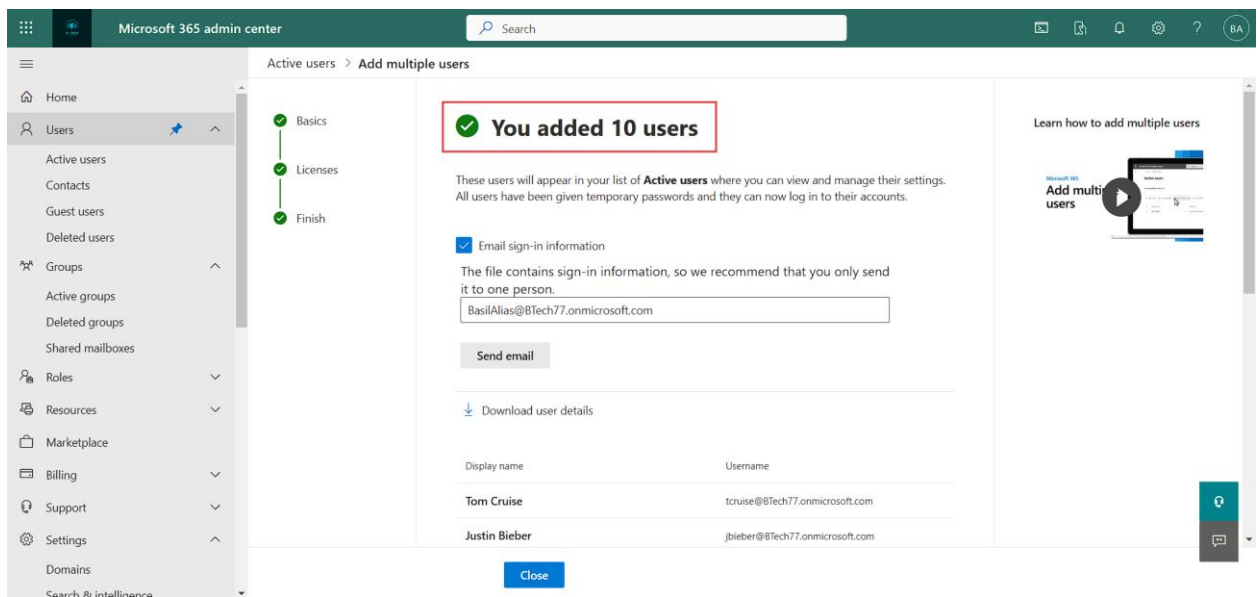 Microsoft 365 admin center
Search
BA
Active users > Add multiple users
Home
Users
Active users
Contacts
Guest users
Deleted users
Groups
Active groups
Deleted groups
Shared mailboxes
Roles
Resources
Marketplace
Billing
Support
Settings
Domains
Search & intelligence
Basics
Licenses
Finish
You added 10 users
These users will appear in your list of Active users where you can view and manage their settings.
All users have been given temporary passwords and they can now log in to their accounts.
Email sign-in information
The file contains sign-in information, so we recommend that you only send
it to one person.
BasilAlias@BTech77.onmicrosoft.com
Send email
Download user details
Display name Username
Tom Cruise tcruise@BTech77.onmicrosoft.com
Justin Bieber jbieber@BTech77.onmicrosoft.com
Close
Learn how to add multiple users
Microsoft 365
Add multi
users